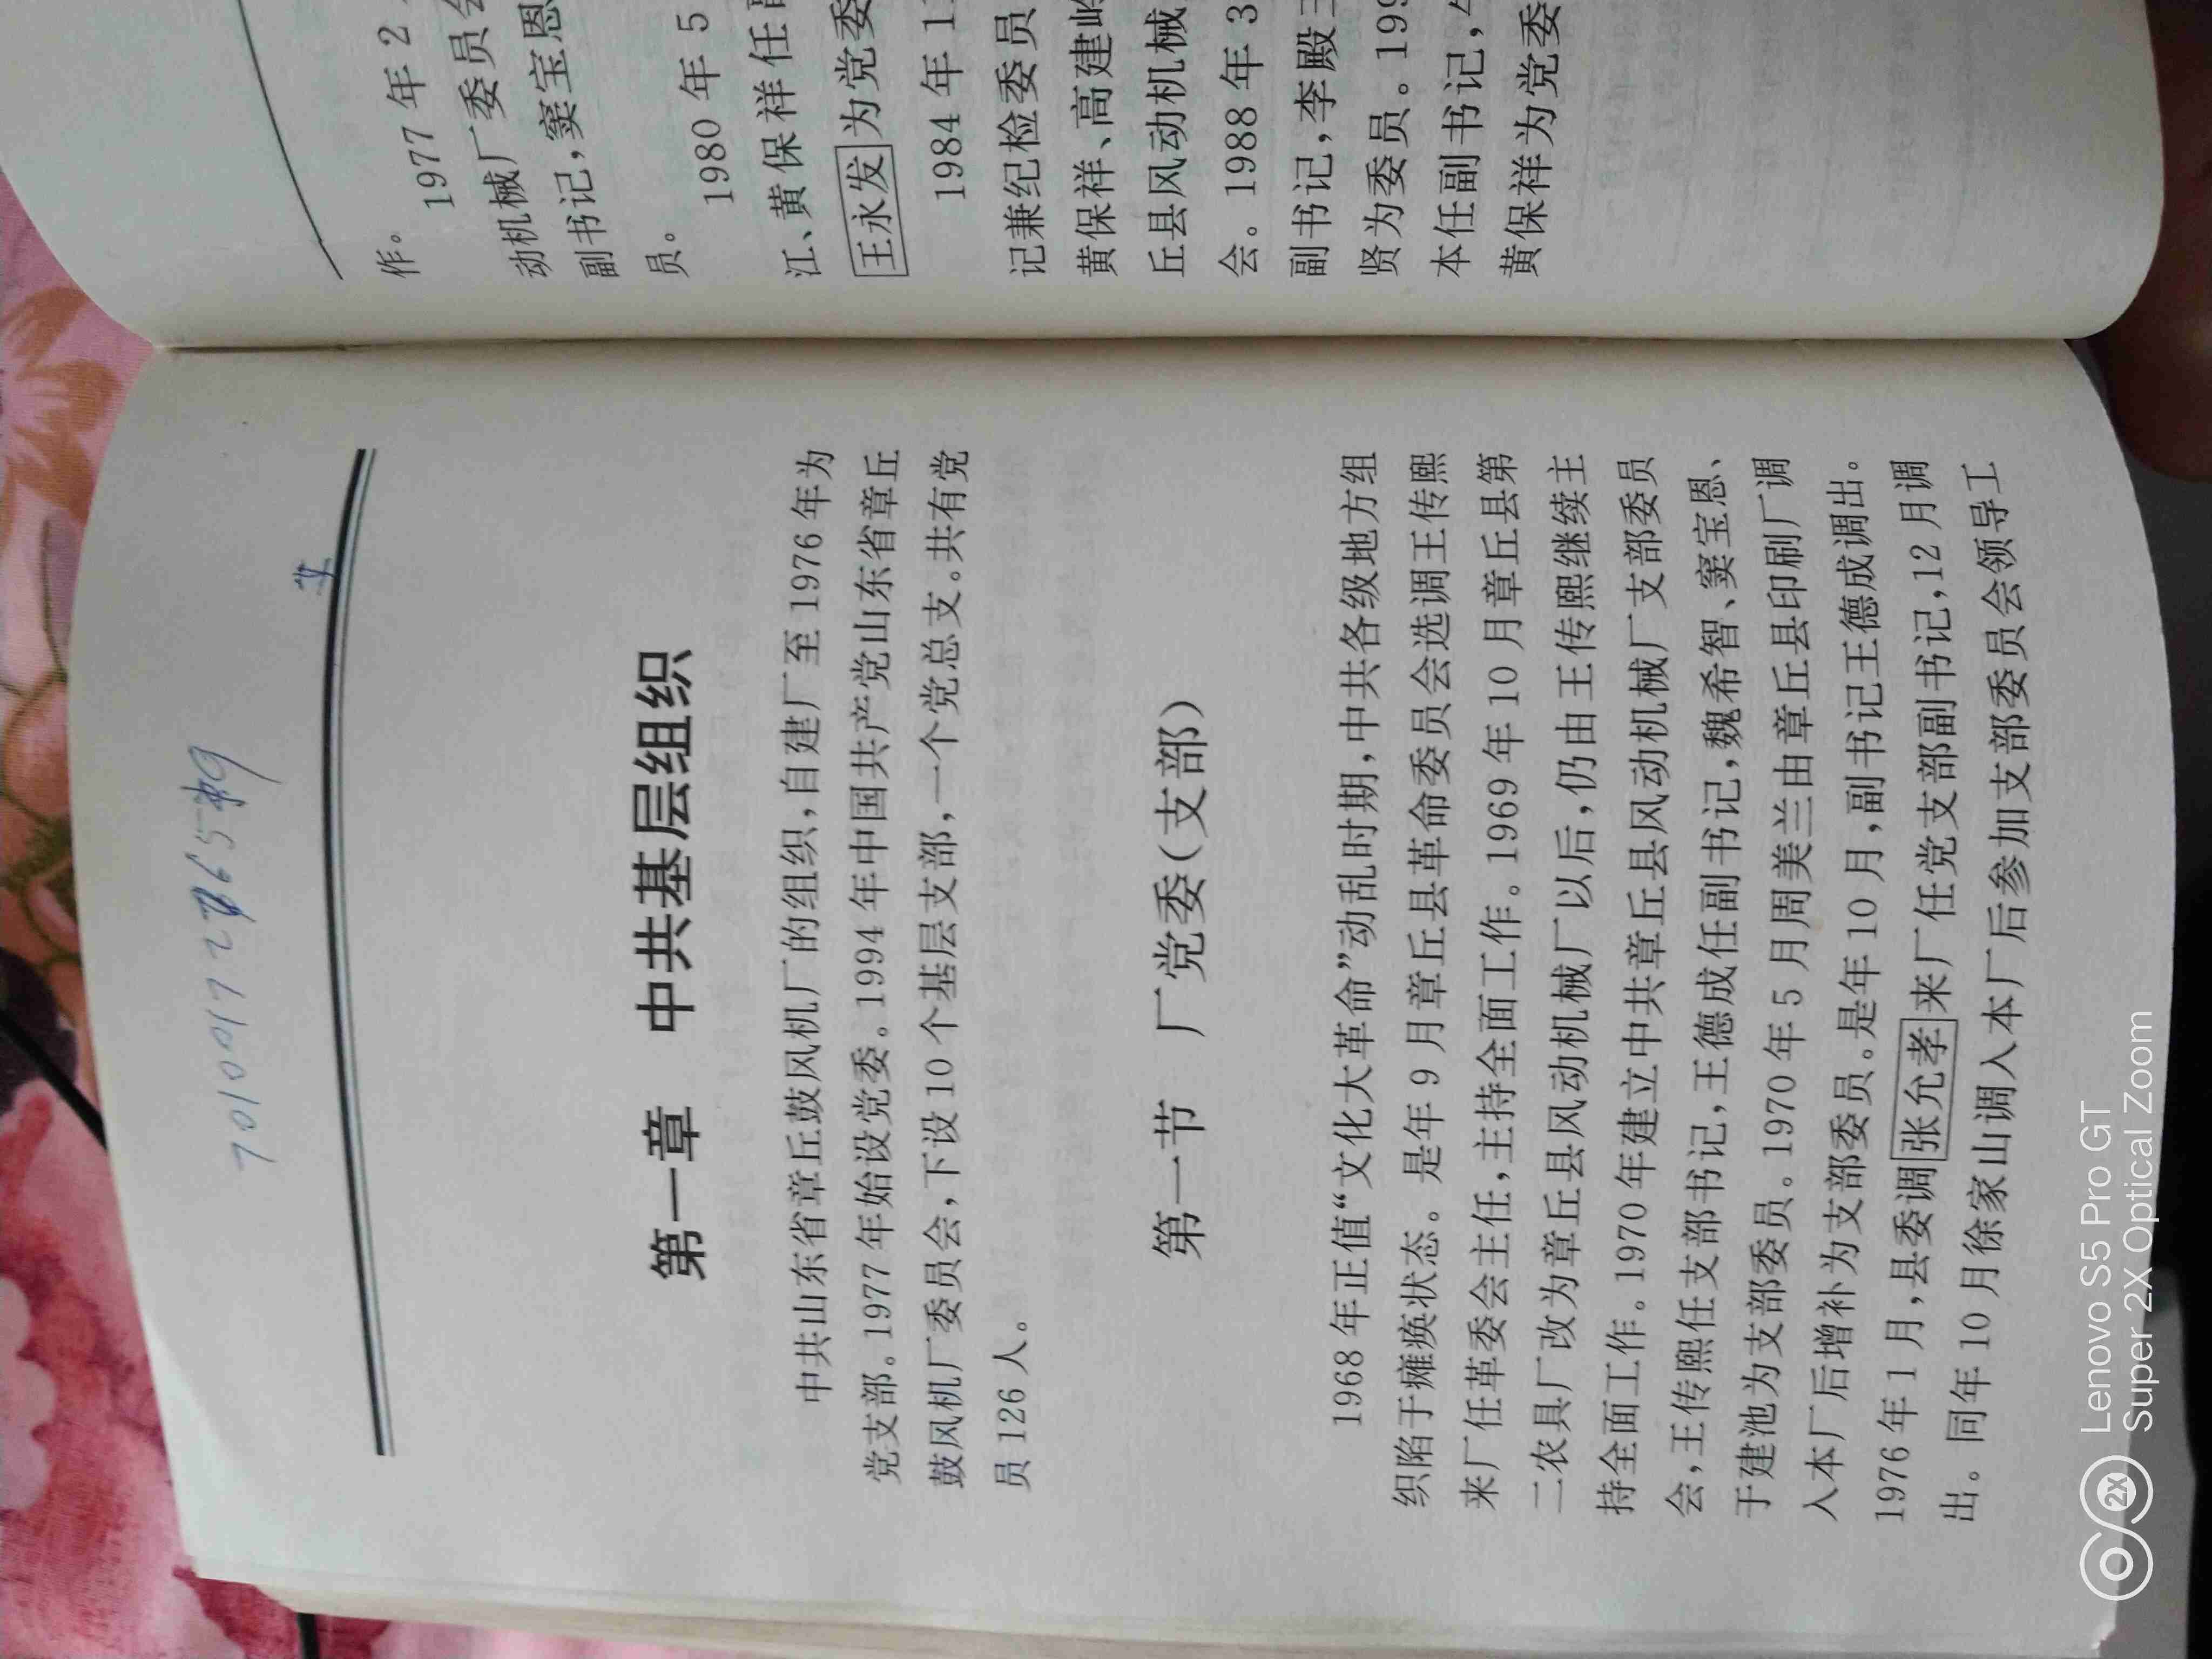 第一章 中共基层组织
中共山东省章丘鼓风机厂的组织,自建厂至1976年为
党支部。1977年始设党委。1994年中国共产党山东省章丘
鼓风机厂委员会,下设10个基层支部,一个党总支。共有党
员126人。
第一节 厂党委(支部)
1968年正值“文化大革命”动乱时期,中共各级地方组
织陷于瘫痪状态。是年9月章丘县革命委员会选调王传熙
来厂任革委会主任,主持全面工作。1969年10月章丘县第
二农具厂改为章丘县风动机械厂以后,仍由王传熙继续主
持全面工作。1970年建立中共章丘县风动机械厂支部委员
会,王传熙任支部书记,王德成任副书记,魏希智、窦宝恩、
于建池为支部委员。1970年5月周美兰由章丘县印刷厂调
入本厂后增补为支部委员。是年10月,副书记王德成调出。
1976年1月,县委调张允孝来厂任党支部副书记,12月调
出。同年10月徐家山调入本厂后参加支部委员会领导工
作。
1977年2
动机械厂委员会
副书记,窦宝恩
员。
1980年5
江、黄保祥任副
王永发为党委
1984年1
记兼纪检委员
黄保祥、高建岭
丘县风动机械
会。1988年3
副书记,李殿
贤为委员。199
本任副书记,
黄保祥为党委
Lenovo S5 Pro GT
Super 2X Optical Zoom
2X